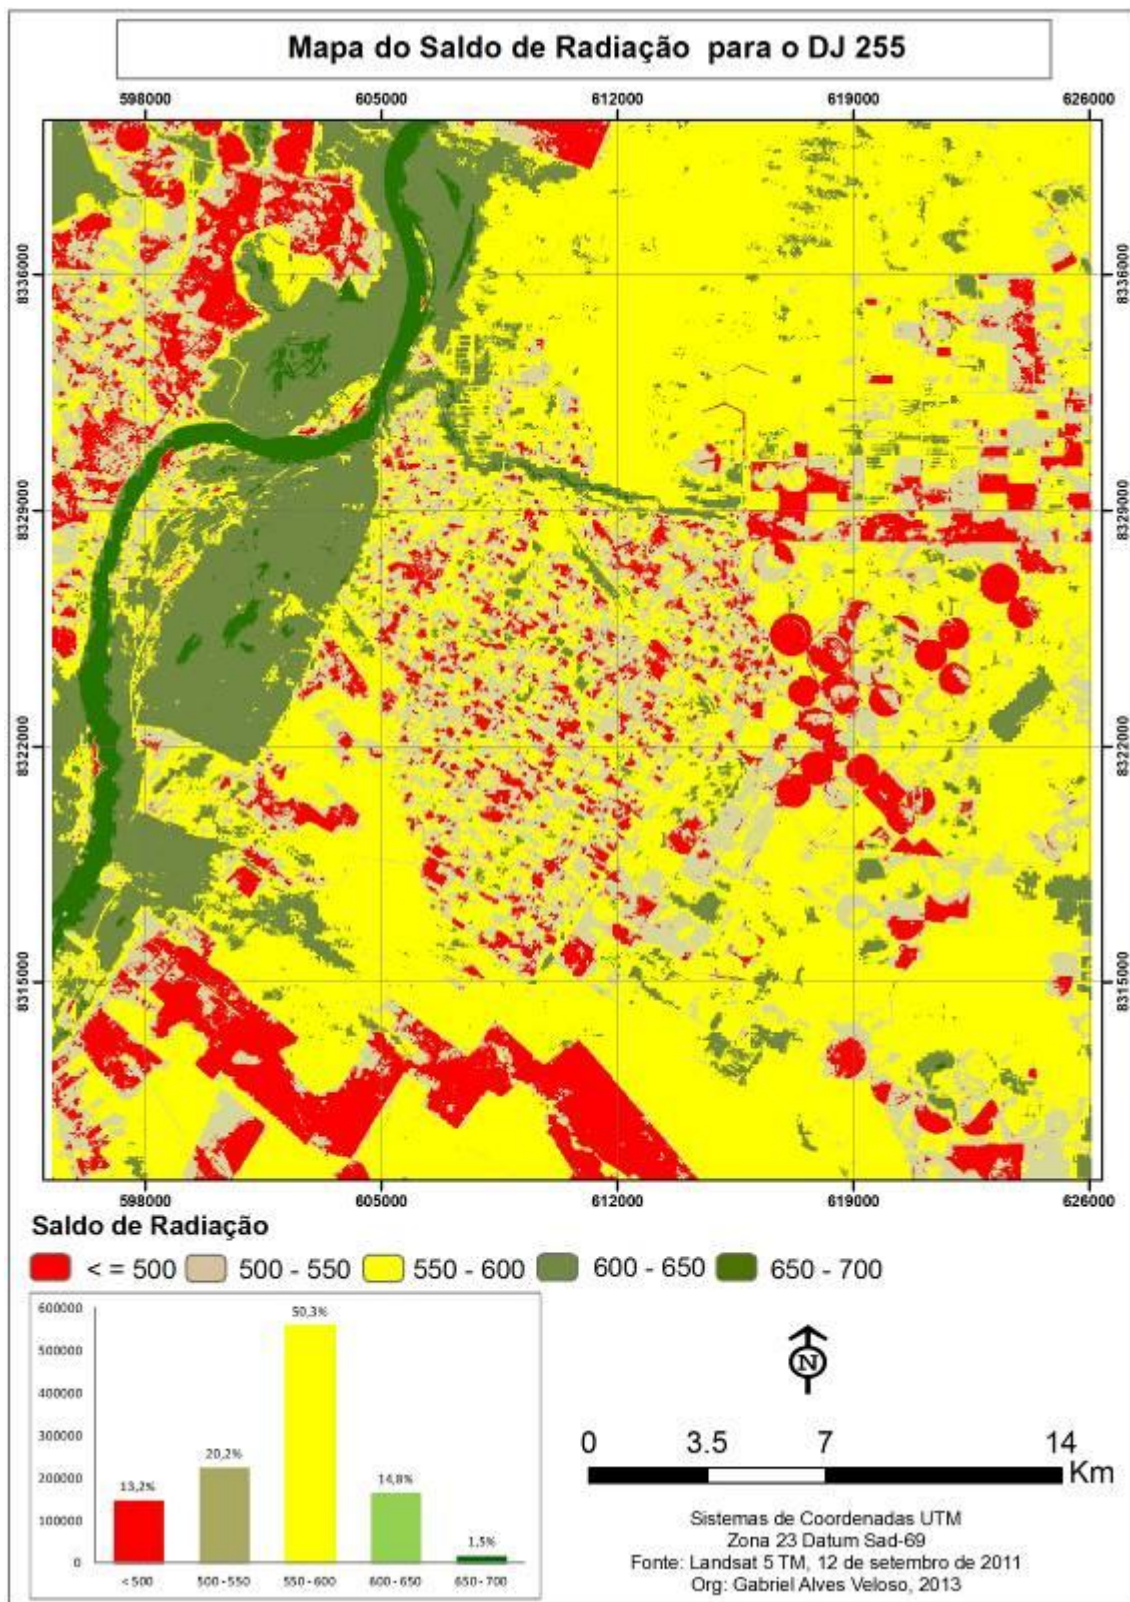 Mapa do Saldo de Radiação para o DJ 255
598000 605000 612000 619000 626000
8336000 8336000
8329000 8329000
8322000 8322000
8315000 8315000
598000 605000 612000 619000 626000
Saldo de Radiação
< = 500 500 - 550 550 - 600 600 - 650 650 - 700
600000
500000
400000
300000
200000
100000
0
13,2%
20,2%
50,3%
14,8%
1,5%
< 500 500 - 550 550 - 600 600 - 650 650 - 700
N
0 3.5 7 14
Km
Sistemas de Coordenadas UTM
Zona 23 Datum Sad-69
Fonte: Landsat 5 TM, 12 de setembro de 2011
Org: Gabriel Alves Veloso, 2013